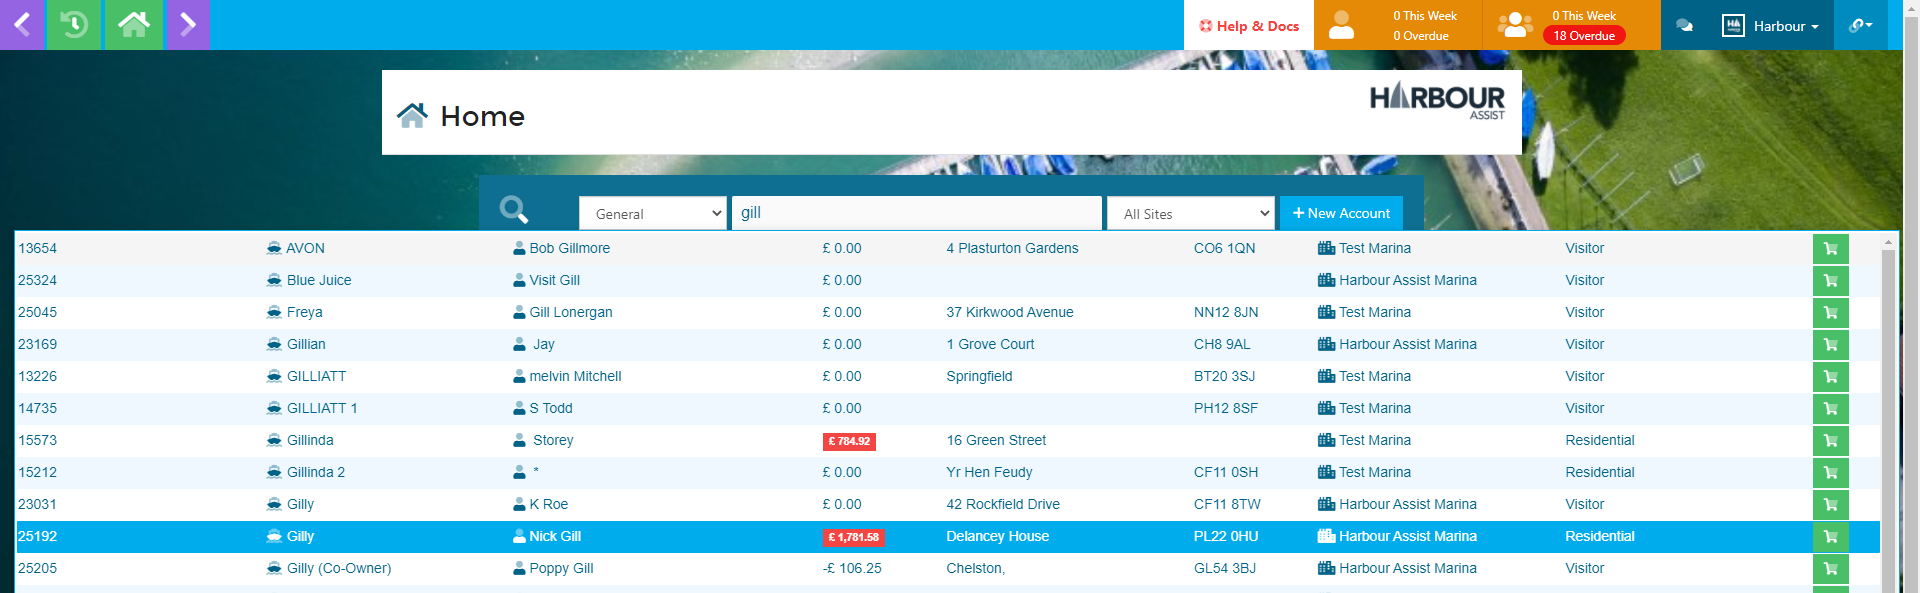 Help & Docs
0 This Week
0 Overdue
0 This Week
18 Overdue
Harbour
Home
HARBOUR
ASSIST
General
gill
All Sites
+ New Account
13654 AVON Bob Gillmore £ 0.00 4 Plasturton Gardens CO6 1QN Test Marina Visitor
25324 Blue Juice Visit Gill £ 0.00 Harbour Assist Marina Visitor
25045 Freya Gill Lonergan £ 0.00 37 Kirkwood Avenue NN12 8JN Test Marina Visitor
23169 Gillian Jay £ 0.00 1 Grove Court CH8 9AL Harbour Assist Marina Visitor
13226 GILLIATT melvin Mitchell £ 0.00 Springfield BT20 3SJ Test Marina Visitor
14735 GILLIATT 1 S Todd £ 0.00 PH12 8SF Test Marina Visitor
15573 Gillinda Storey £ 784.92 16 Green Street Test Marina Residential
15212 Gillinda 2 * £ 0.00 Yr Hen Feudy CF11 0SH Test Marina Residential
23031 Gilly K Roe £ 0.00 42 Rockfield Drive CF11 8TW Harbour Assist Marina Visitor
25192 Gilly Nick Gill £ 1,781.58 Delancey House PL22 0HU Harbour Assist Marina Residential
25205 Gilly (Co-Owner) Poppy Gill -£ 106.25 Chelston, GL54 3BJ Harbour Assist Marina Visitor